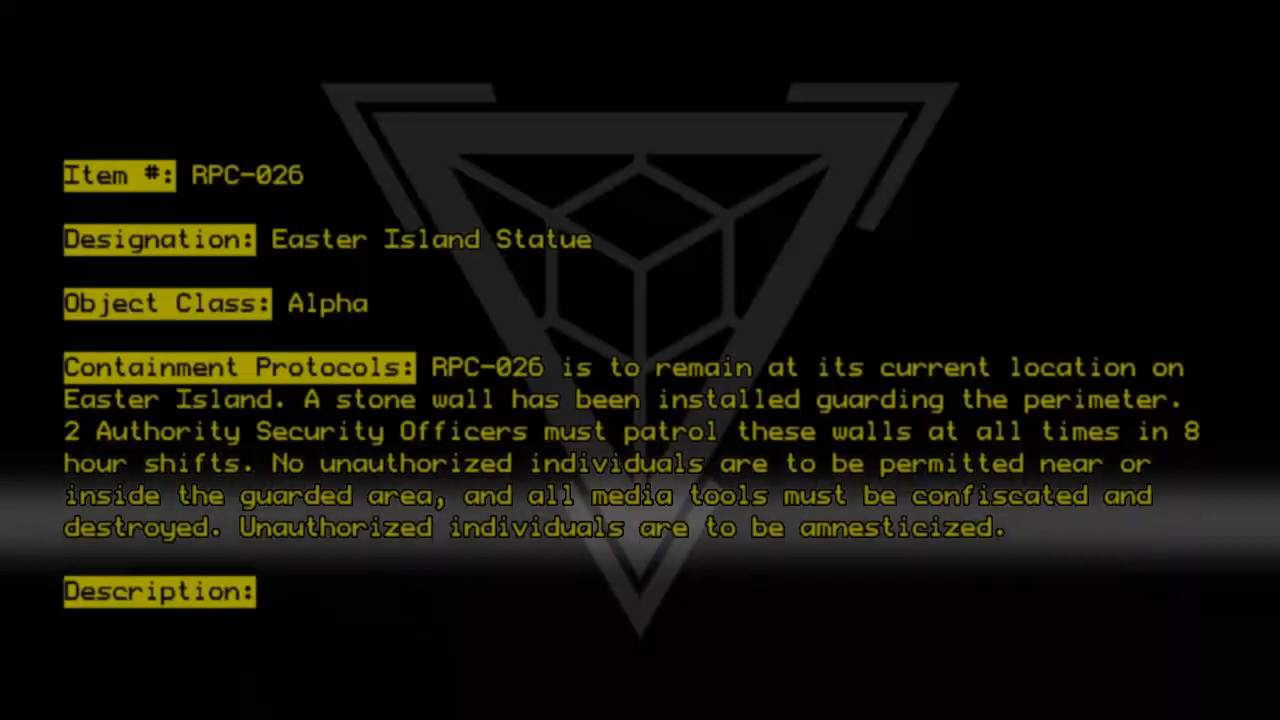 Item #: RPC-026
Designation: Easter Island Statue
Object Class: Alpha
Containment Protocols: RPC-026 is to remain at its current location on
Easter Island. A stone wall has been installed guarding the perimeter.
2 Authority Security Officers must patrol these walls at all times in 8
hour shifts. No unauthorized individuals are to be permitted near or
inside the guarded area, and all media tools must be confiscated and
destroyed. Unauthorized individuals are to be amnesticized.
Description: